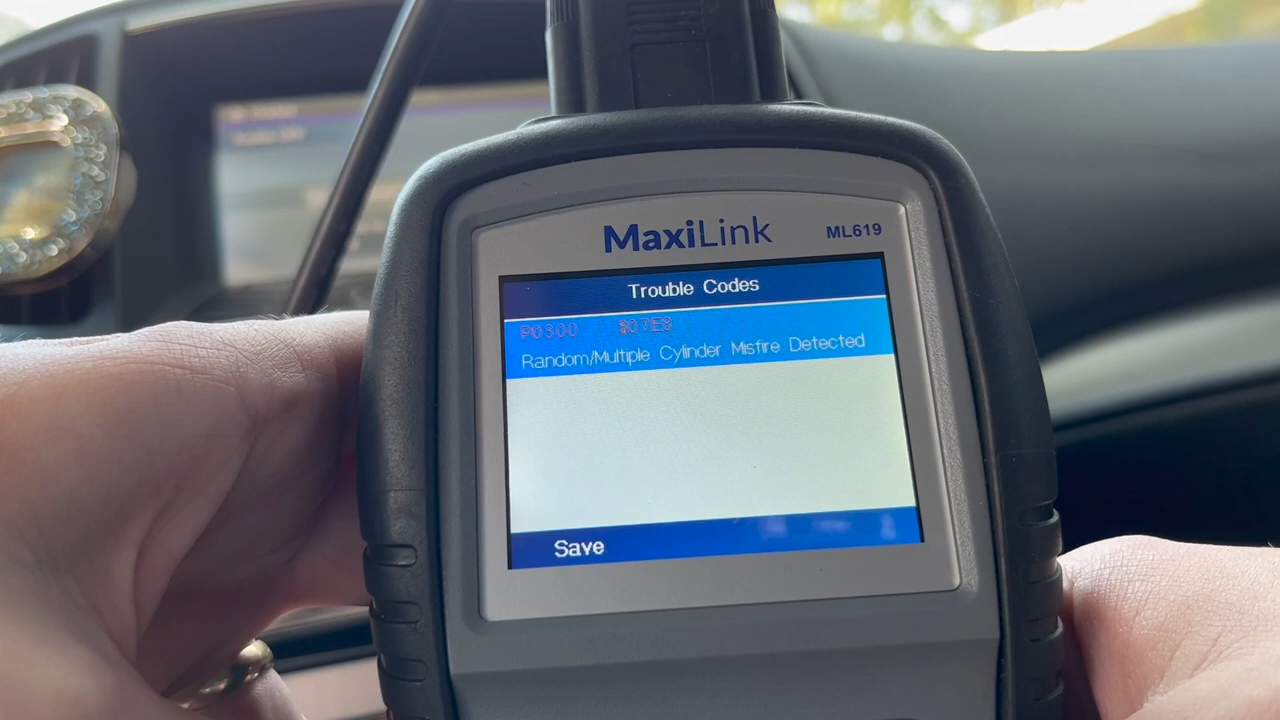 MaxiLink ML619
Trouble Codes
P0300 $07E8
Random/Multiple Cylinder Misfire Detected
Save